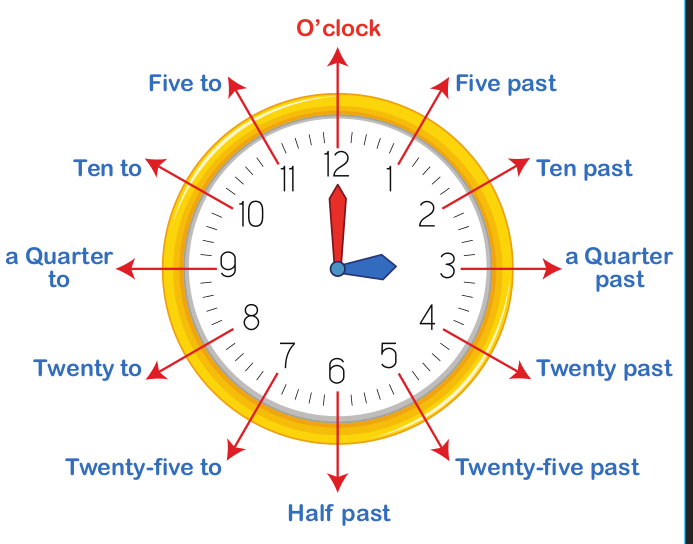 O’clock
Five to
Five past
Ten to
Ten past
a Quarter
to
a Quarter
past
Twenty to
Twenty past
Twenty-five to
Twenty-five past
Half past
12
1
2
3
4
5
6
7
8
9
10
11